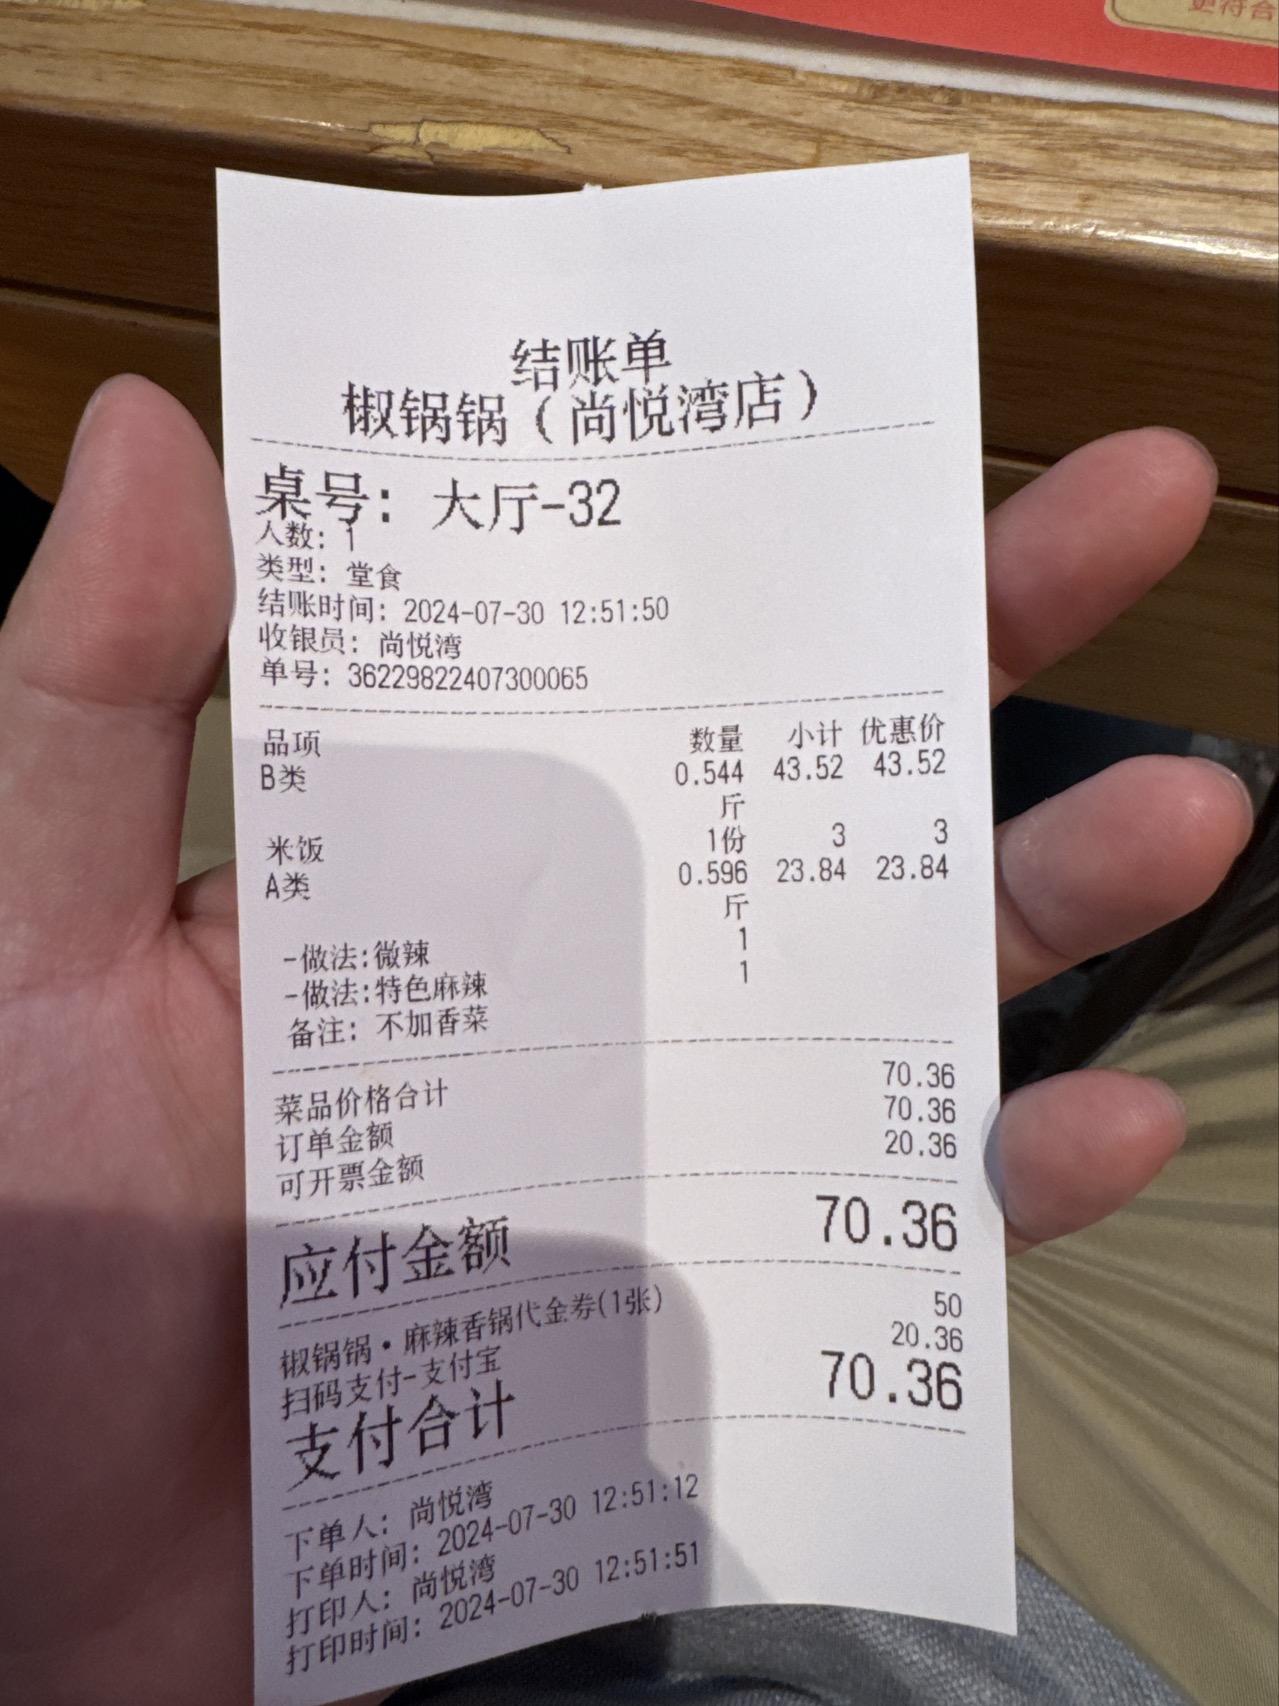 更符合
结账单
椒锅锅（尚悦湾店）
桌号：大厅-32
人数：1
类型：堂食
结账时间：2024-07-30 12:51:50
收银员：尚悦湾
单号：36229822407300065
品项 数量 小计 优惠价
B类 0.544 43.52 43.52
斤
米饭 1份 3 3
A类 0.596 23.84 23.84
斤
-做法:微辣 1
-做法:特色麻辣 1
备注：不加香菜
菜品价格合计 70.36
订单金额 70.36
可开票金额 20.36
应付金额 70.36
椒锅锅·麻辣香锅代金券(1张) 50
扫码支付-支付宝 20.36
支付合计 70.36
下单人：尚悦湾
下单时间：2024-07-30 12:51:12
打印人：尚悦湾
打印时间：2024-07-30 12:51:51